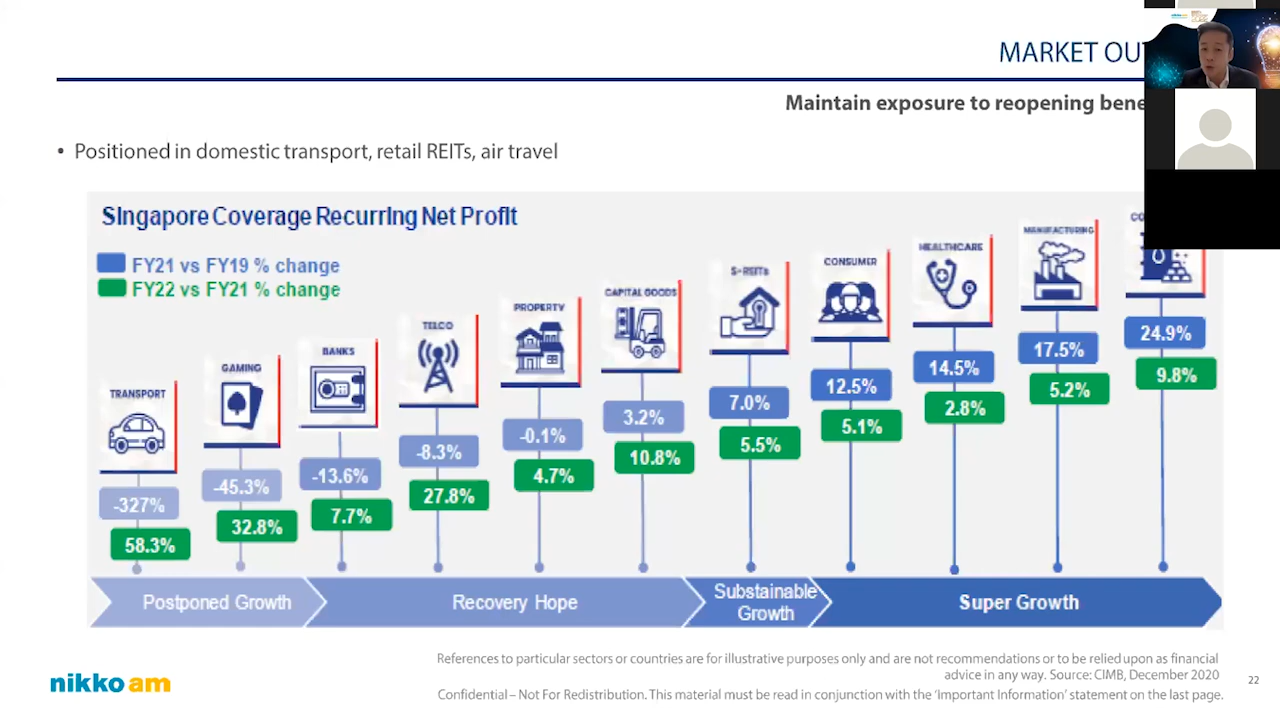 MARKET OU
Maintain exposure to reopening bene
• Positioned in domestic transport, retail REITs, air travel
Singapore Coverage Recurring Net Profit
FY21 vs FY19 % change
FY22 vs FY21 % change
TRANSPORT
-327%
58.3%
GAMING
-45.3%
32.8%
BANKS
-13.6%
7.7%
TELCO
-8.3%
27.8%
PROPERTY
-0.1%
4.7%
CAPITAL GOODS
3.2%
10.8%
S-REITs
7.0%
5.5%
CONSUMER
12.5%
5.1%
HEALTHCARE
14.5%
2.8%
MANUFACTURING
17.5%
5.2%
CO
24.9%
9.8%
Postponed Growth
Recovery Hope
Substainable
Growth
Super Growth
References to particular sectors or countries are for illustrative purposes only and are not recommendations or to be relied upon as financial
advice in any way. Source: CIMB, December 2020
Confidential – Not For Redistribution. This material must be read in conjunction with the ‘Important Information’ statement on the last page.
nikko am
22
nikko am